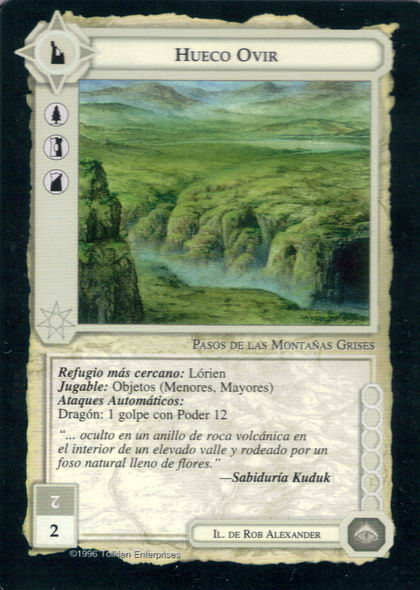 Hueco Ovir
Pasos de las Montañas Grises
Refugio más cercano: Lórien
Jugable: Objetos (Menores, Mayores)
Ataques Automáticos:
Dragón: 1 golpe con Poder 12
“... oculto en un anillo de roca volcánica en
el interior de un elevado valle y rodeado por un
foso natural lleno de flores.”
—Sabiduría Kuduk
2
2
Il. de Rob Alexander
©1996 Tolkien Enterprises